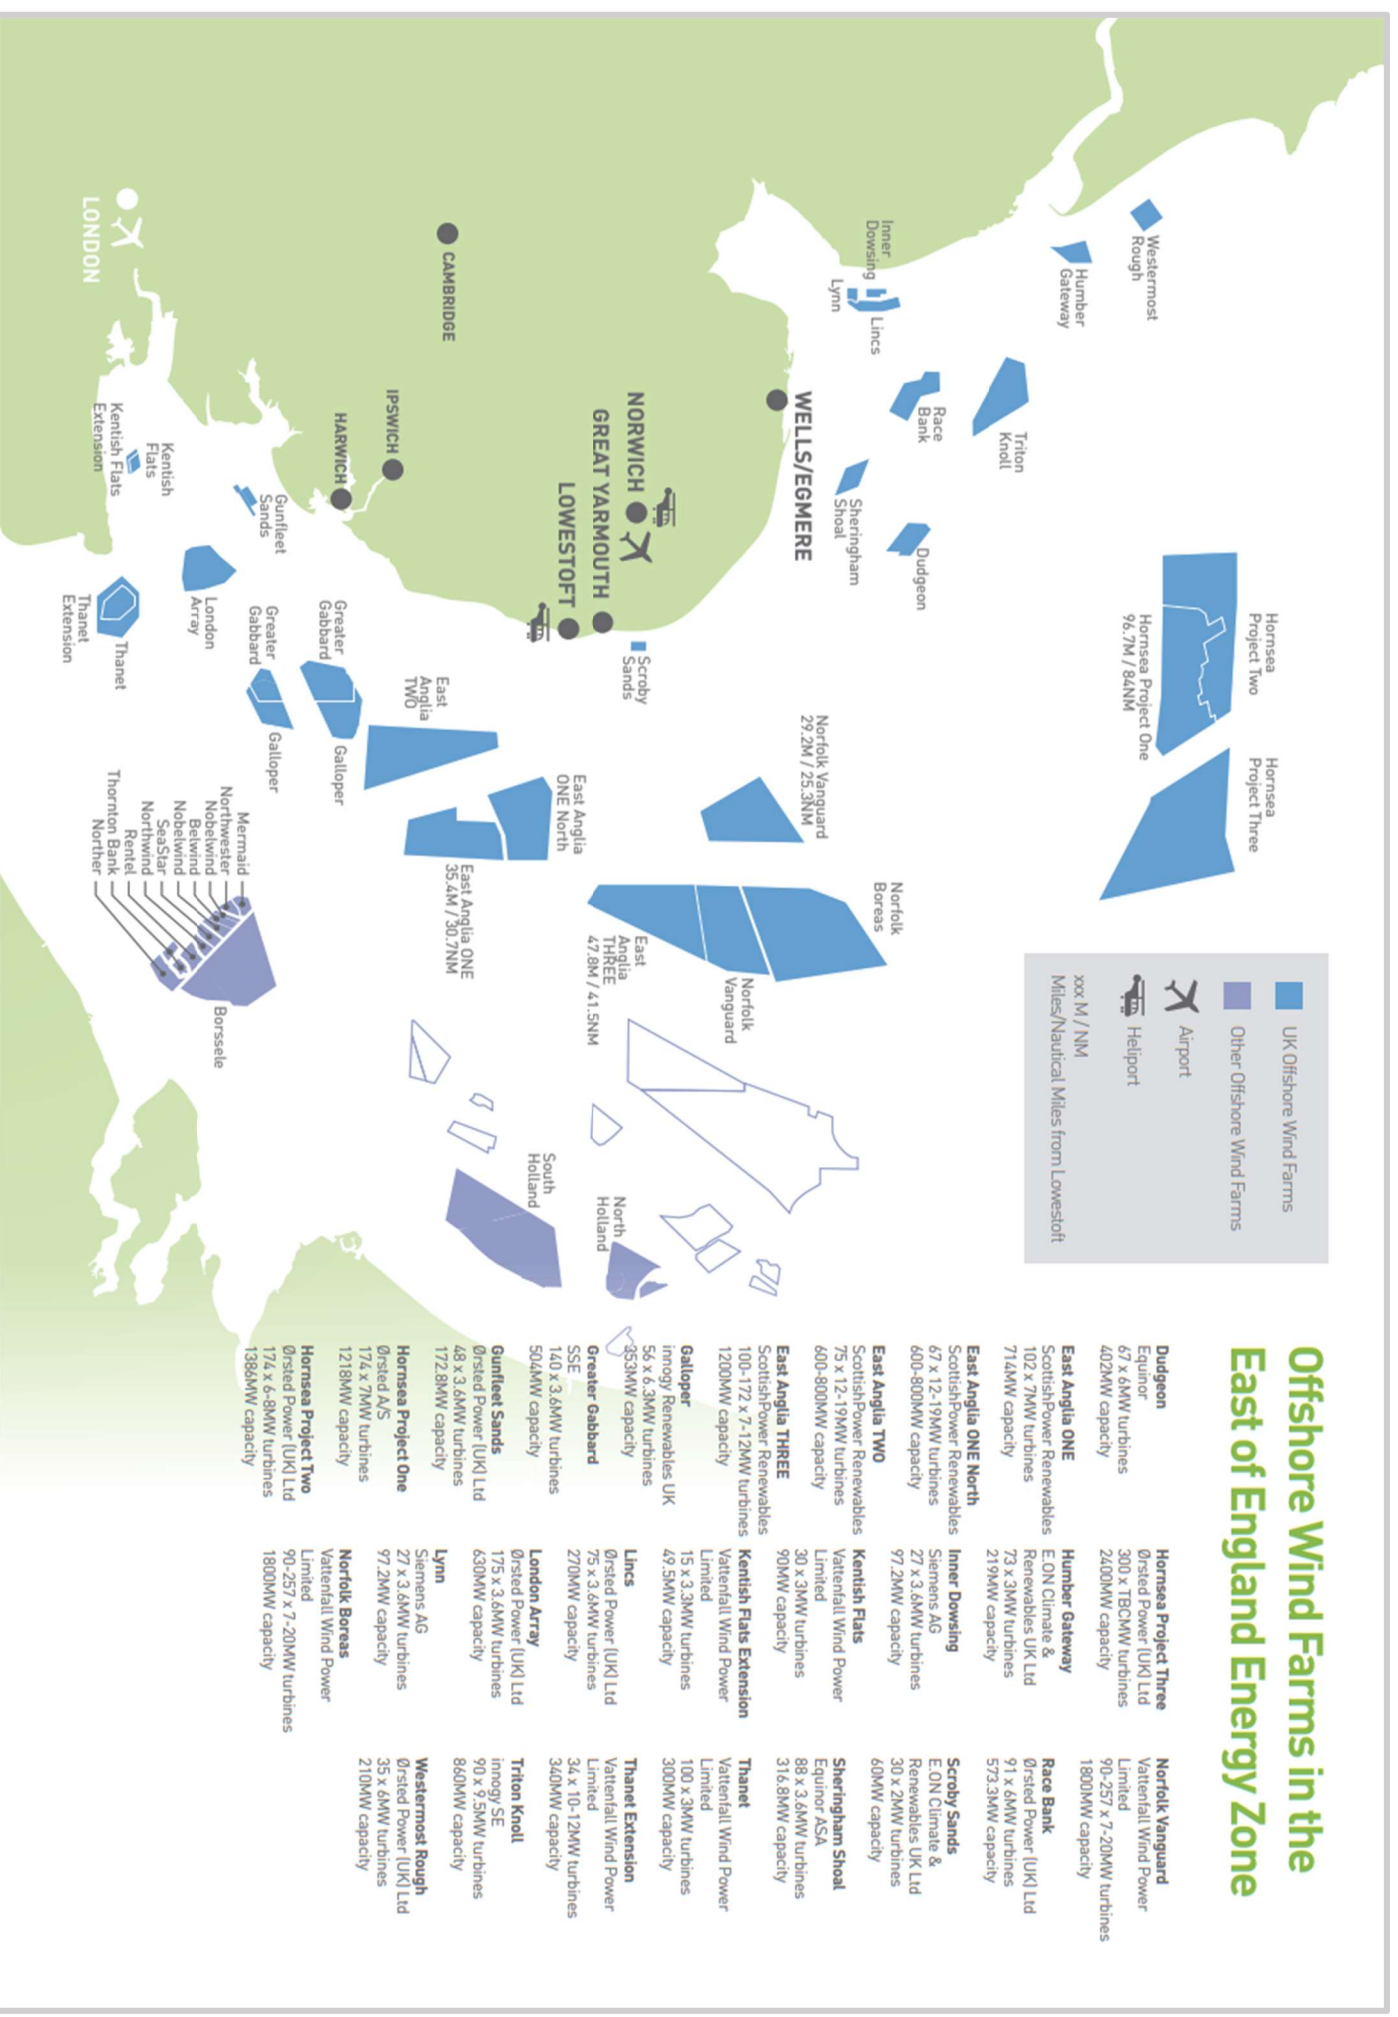 Offshore Wind Farms in the
East of England Energy Zone
UK Offshore Wind Farms
Other Offshore Wind Farms
Airport
Heliport
xxx M / NM
Miles/Nautical Miles from Lowestoft
Westermost
Rough
Humber
Gateway
Triton
Knoll
Inner
Dowsing
Lynn
Lincs
Race
Bank
Sheringham
Shoal
Dudgeon
Hornsea
Project Two
Hornsea Project One
96.7M / 84NM
Hornsea
Project Three
WELLS/EGMERE
NORWICH
GREAT YARMOUTH
LOWESTOFT
CAMBRIDGE
IPSWICH
HARWICH
LONDON
Scroby
Sands
Norfolk Vanguard
29.2M / 25.3NM
Norfolk
Boreas
Norfolk
Vanguard
East
Anglia
THREE
47.8M / 41.5NM
East Anglia
ONE North
East
Anglia
TWO
East Anglia ONE
35.4M / 30.7NM
Greater
Gabbard
Galloper
Greater
Gabbard
Galloper
Gunfleet
Sands
London
Array
Kentish
Flats
Kentish Flats
Extension
Thanet
Thanet
Extension
Mermaid
Northwester
Nobelwind
Belwind
Nobelwind
SeaStar
Northwind
Rentel
Thornton Bank
Norther
Borssele
South
Holland
North
Holland
Dudgeon
Equinor
67 x 6MW turbines
402MW capacity
East Anglia ONE
ScottishPower Renewables
102 x 7MW turbines
714MW capacity
East Anglia ONE North
ScottishPower Renewables
67 x 12-19MW turbines
600-800MW capacity
East Anglia TWO
ScottishPower Renewables
75 x 12-19MW turbines
600-800MW capacity
East Anglia THREE
ScottishPower Renewables
100-172 x 7-12MW turbines
1200MW capacity
Galloper
innogy Renewables UK
56 x 6.3MW turbines
353MW capacity
Greater Gabbard
SSE
140 x 3.6MW turbines
504MW capacity
Gunfleet Sands
Ørsted Power (UK) Ltd
48 x 3.6MW turbines
172.8MW capacity
Hornsea Project One
Ørsted A/S
174 x 7MW turbines
1218MW capacity
Hornsea Project Two
Ørsted Power (UK) Ltd
174 x 6-8MW turbines
1386MW capacity
Hornsea Project Three
Ørsted Power (UK) Ltd
300 x TBCMW turbines
2400MW capacity
Humber Gateway
E.ON Climate &
Renewables UK Ltd
73 x 3MW turbines
219MW capacity
Inner Dowsing
Siemens AG
27 x 3.6MW turbines
97.2MW capacity
Kentish Flats
Vattenfall Wind Power
Limited
30 x 3MW turbines
90MW capacity
Kentish Flats Extension
Vattenfall Wind Power
Limited
15 x 3.3MW turbines
49.5MW capacity
Lincs
Ørsted Power (UK) Ltd
75 x 3.6MW turbines
270MW capacity
London Array
Ørsted Power (UK) Ltd
175 x 3.6MW turbines
630MW capacity
Lynn
Siemens AG
27 x 3.6MW turbines
97.2MW capacity
Norfolk Boreas
Vattenfall Wind Power
Limited
90-257 x 7-20MW turbines
1800MW capacity
Norfolk Vanguard
Vattenfall Wind Power
Limited
90-257 x 7-20MW turbines
1800MW capacity
Race Bank
Ørsted Power (UK) Ltd
91 x 6MW turbines
573.3MW capacity
Scroby Sands
E.ON Climate &
Renewables UK Ltd
30 x 2MW turbines
60MW capacity
Sheringham Shoal
Equinor ASA
88 x 3.6MW turbines
316.8MW capacity
Thanet
Vattenfall Wind Power
Limited
100 x 3MW turbines
300MW capacity
Thanet Extension
Vattenfall Wind Power
Limited
34 x 10-12MW turbines
340MW capacity
Triton Knoll
innogy SE
90 x 9.5MW turbines
860MW capacity
Westermost Rough
Ørsted Power (UK) Ltd
35 x 6MW turbines
210MW capacity